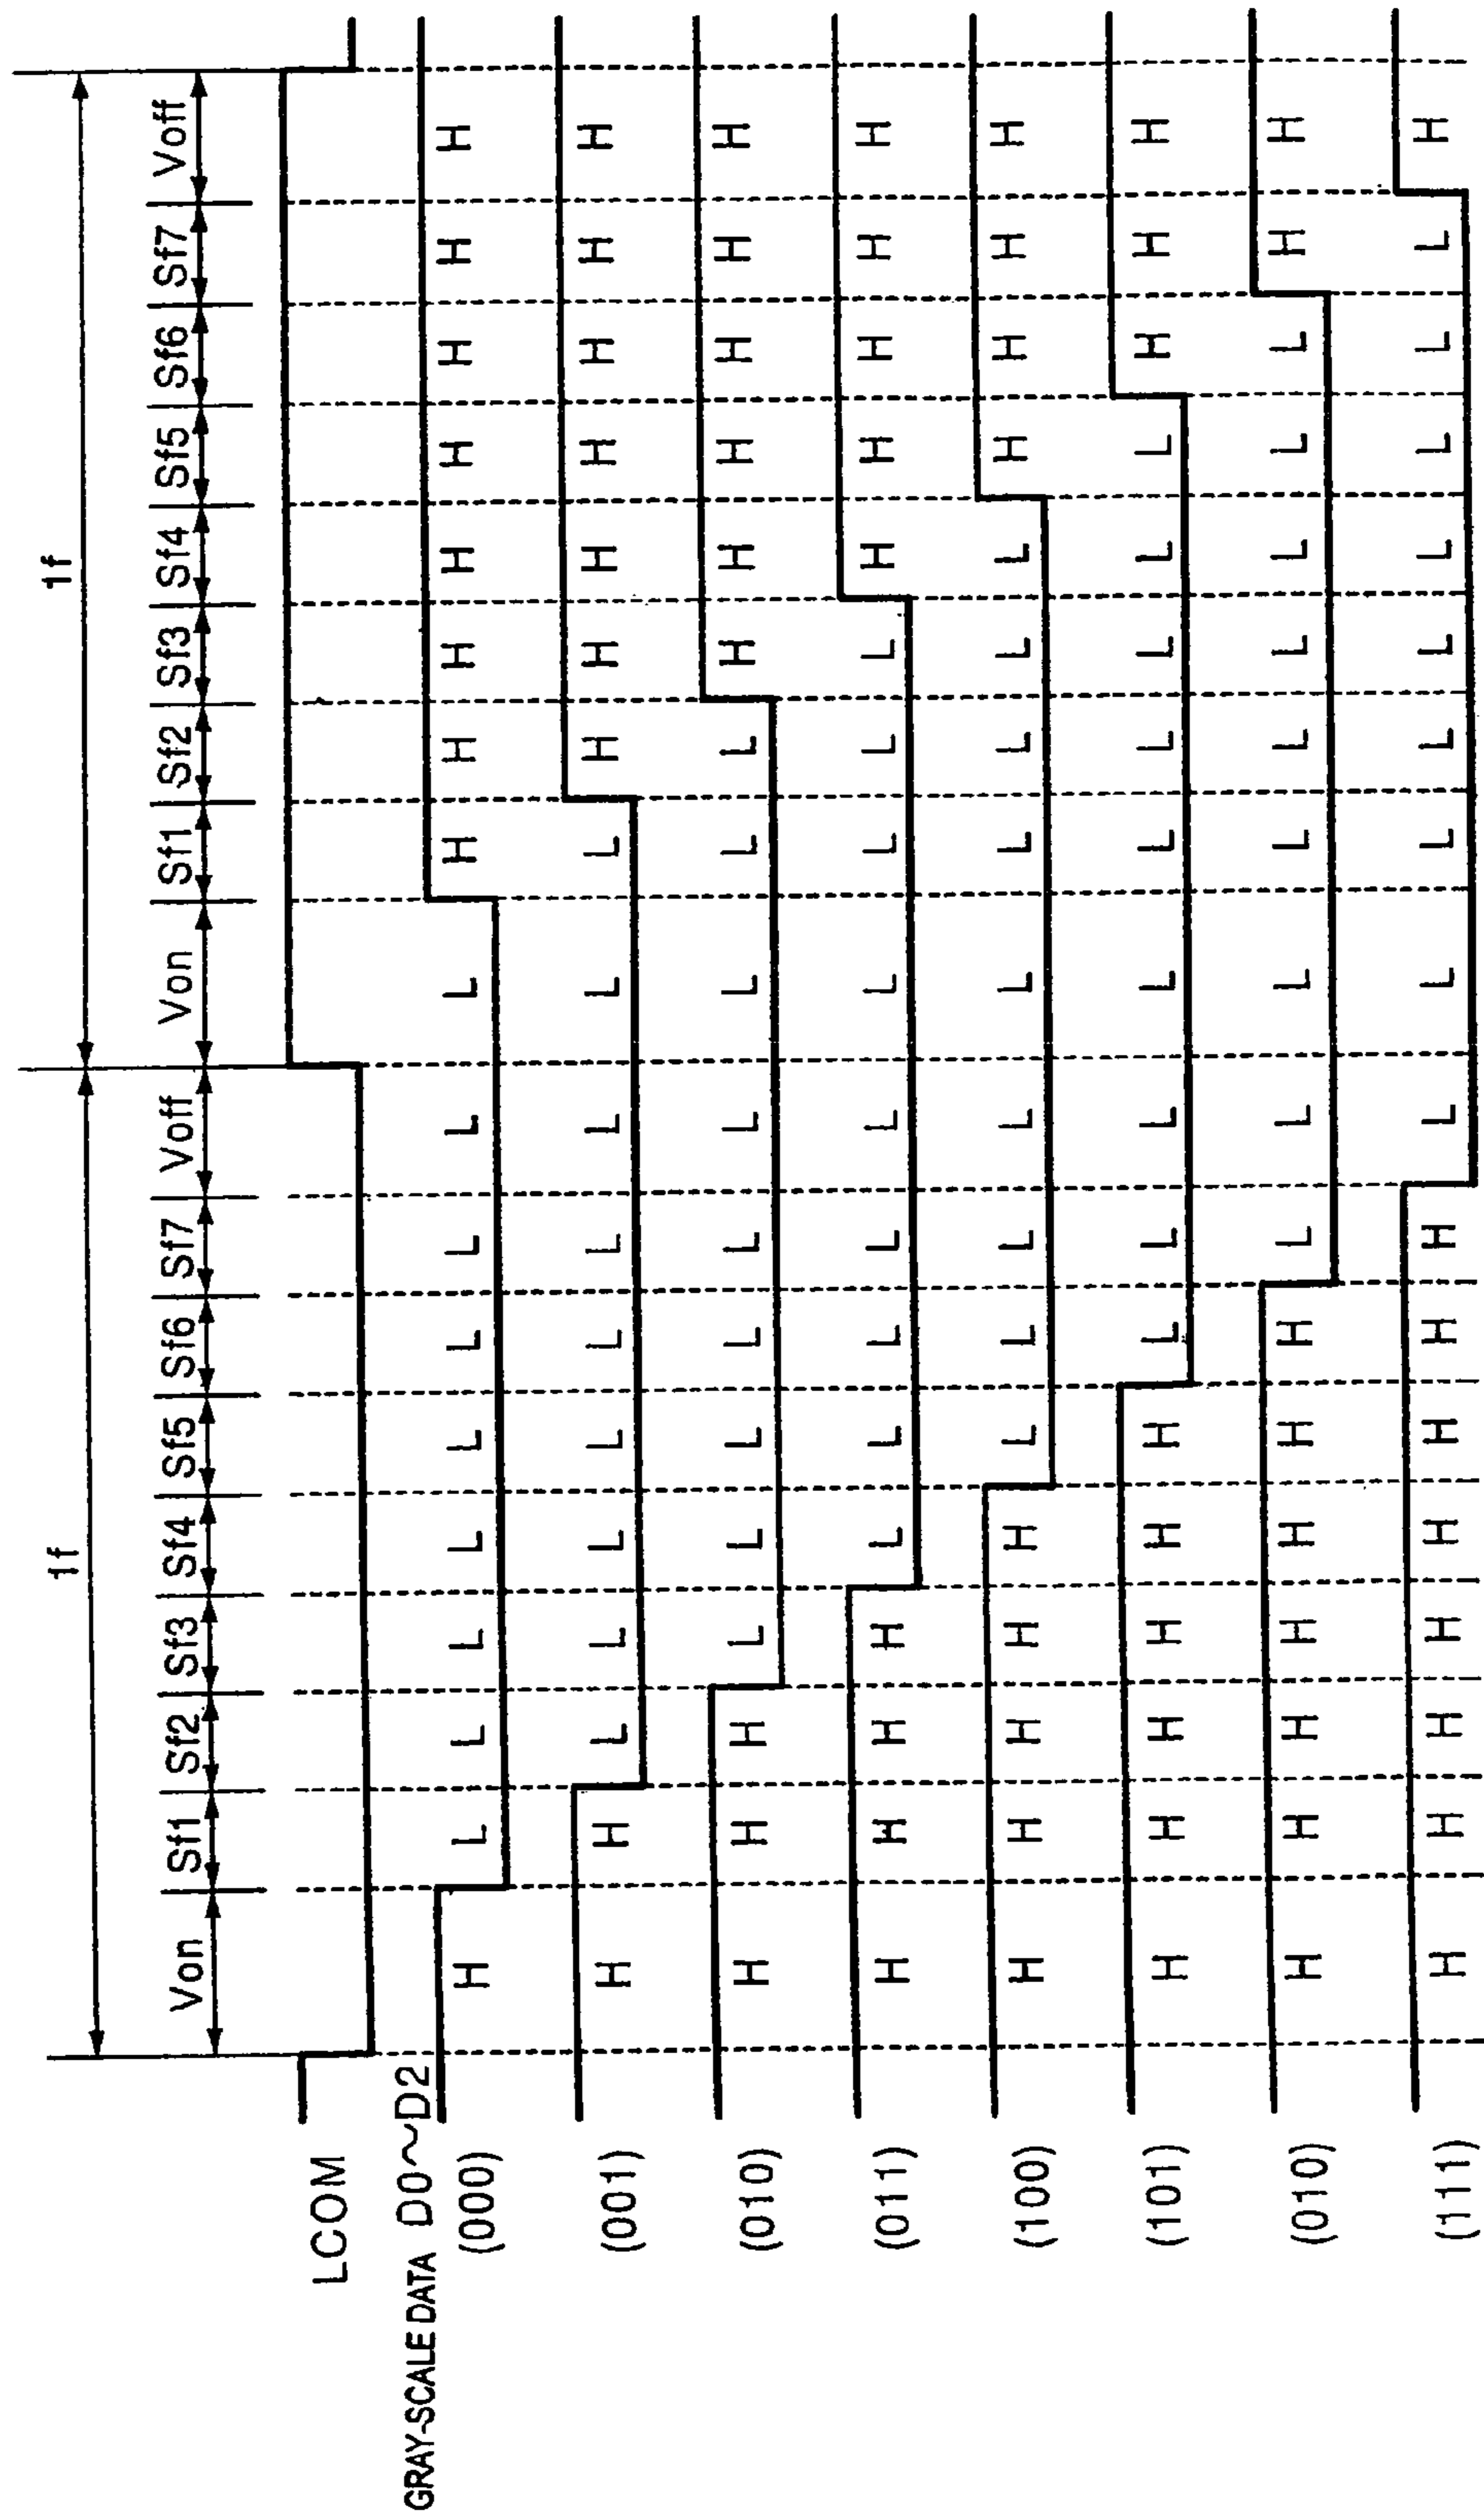 1f 1f
Von Sf1 Sf2 Sf3 Sf4 Sf5 Sf6 Sf7 Voff Von Sf1 Sf2 Sf3 Sf4 Sf5 Sf6 Sf7 Voff
LCOM
GRAY-SCALE DATA D0~D2
(000) H L L L L L L L L L H H H H H H H H
(001) H H L L L L L L L L L H H H H H H H
(010) H H H L L L L L L L L L H H H H H H
(011) H H H H L L L L L L L L L H H H H H
(100) H H H H H L L L L L L L L L H H H H
(101) H H H H H H L L L L L L L L L H H H
(010) H H H H H H H L L L L L L L L L H H
(111) H H H H H H H H L L L L L L L L L H